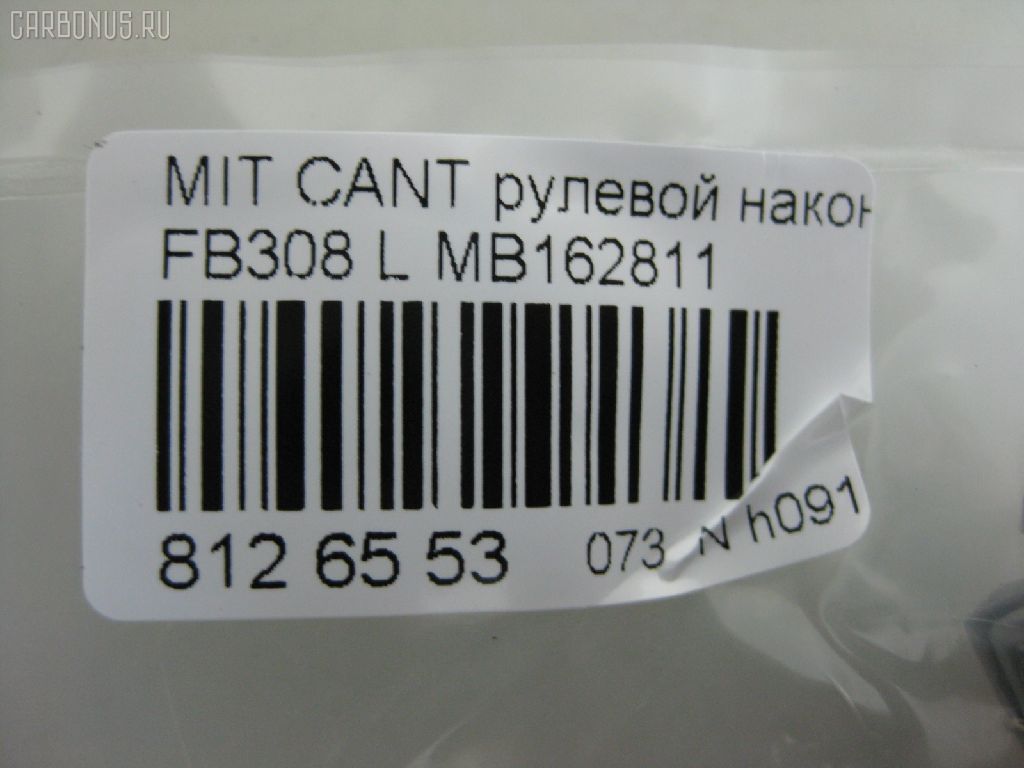 CARBONUS.RU
MIT CANT рулевой након
FB308 L MB162811
812 65 53 073 N h091